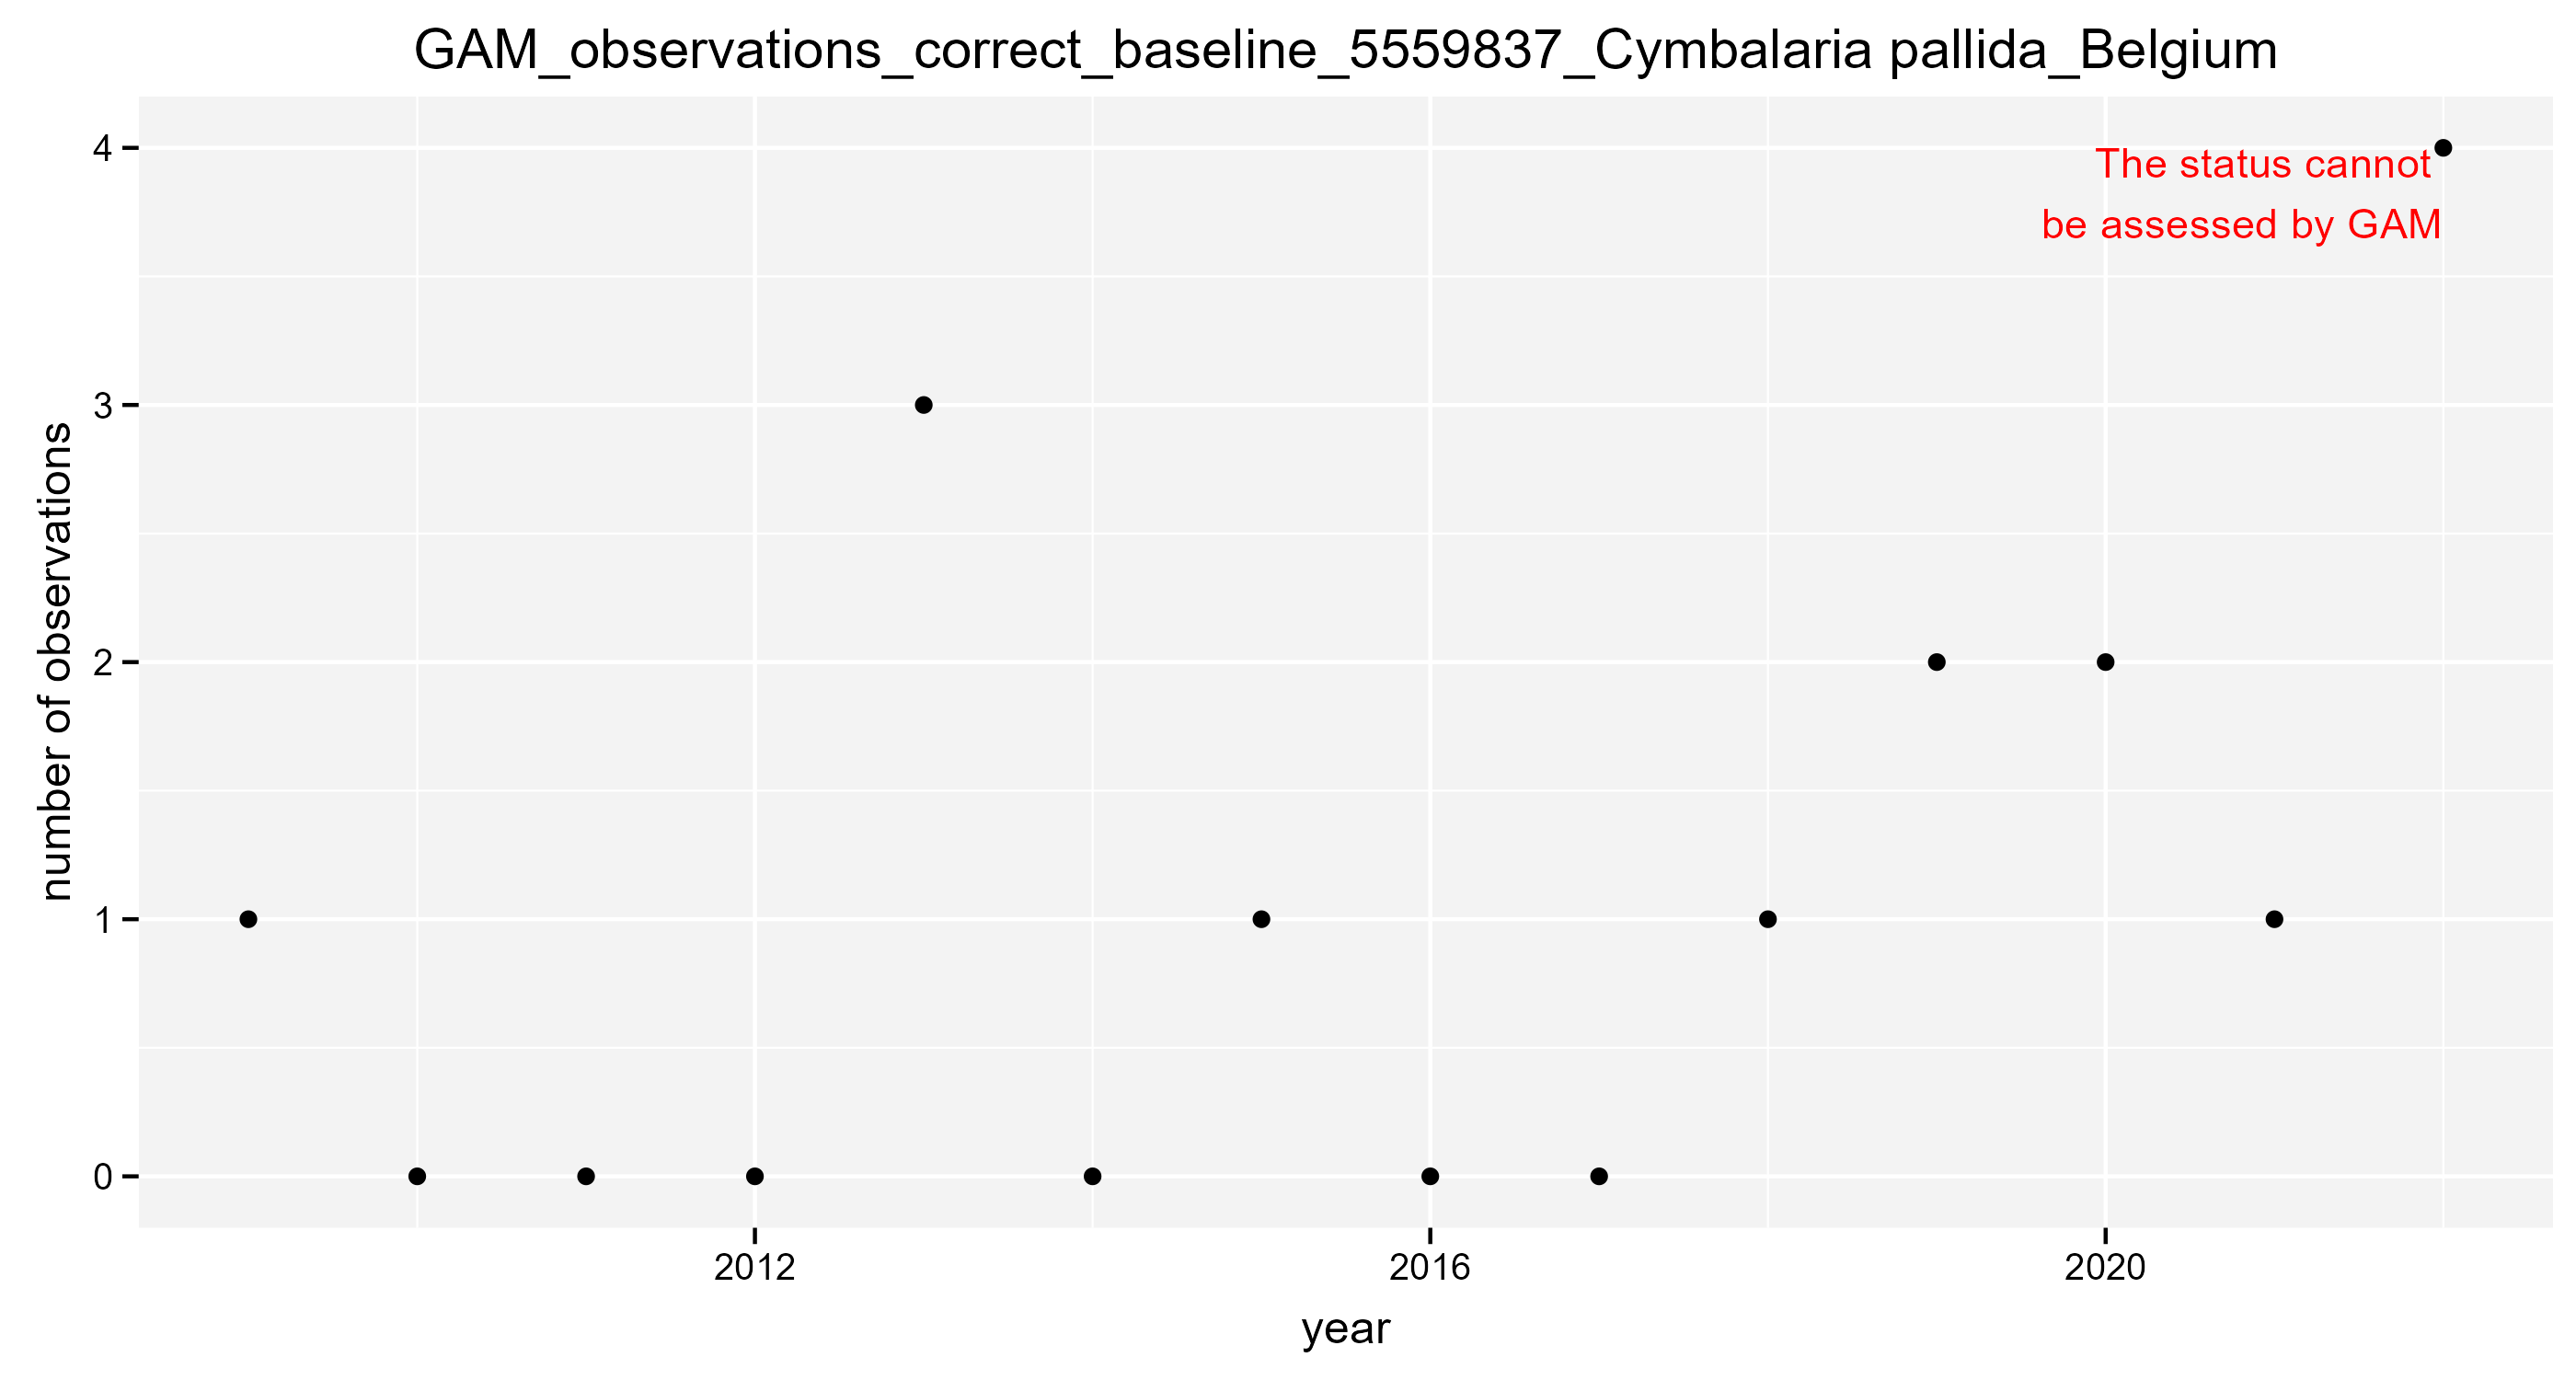 GAM_observations_correct_baseline_5559837_Cymbalaria pallida_Belgium
4
The status cannot
be assessed by GAM
3
number of observations
2
1
0
2012
2016
2020
year